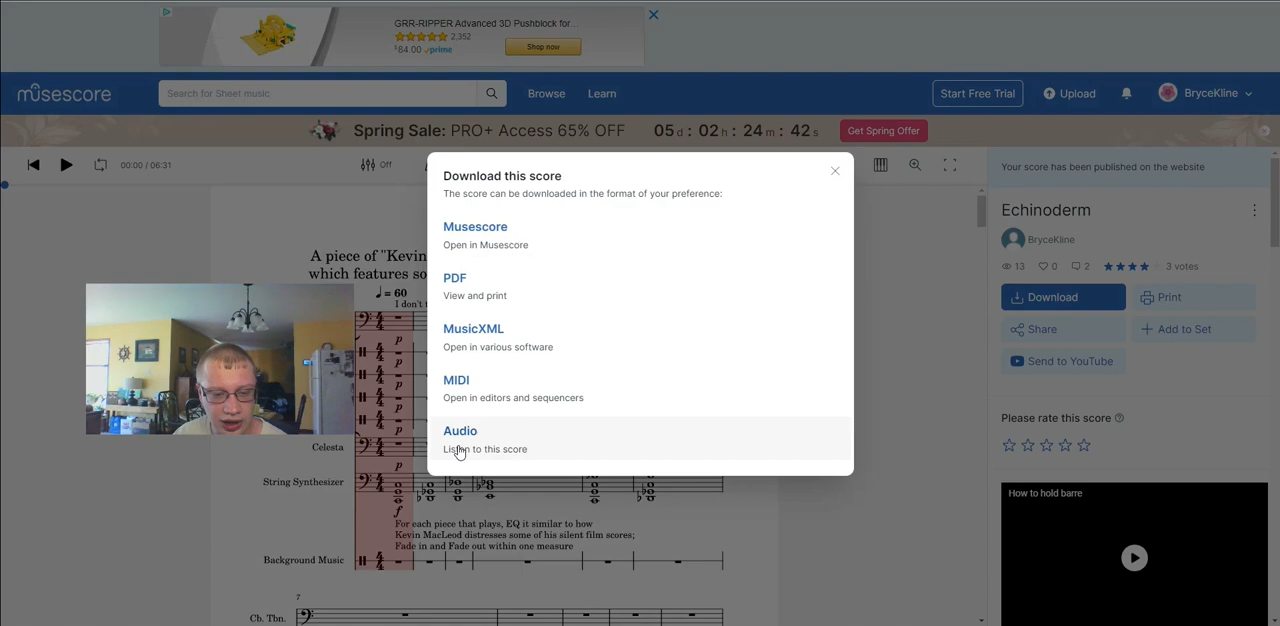 GRR-RIPPER Advanced 3D Pushblock for...
2,352
$84.00 prime
Shop now
musescore
Search for Sheet music
Browse
Learn
Start Free Trial
Upload
BryceKline
Spring Sale: PRO+ Access 65% OFF
05d : 02h : 24m : 42s
Get Spring Offer
00:00 / 06:31
Off
Download this score
The score can be downloaded in the format of your preference:
Musescore
Open in Musescore
PDF
View and print
MusicXML
Open in various software
MIDI
Open in editors and sequencers
Audio
Listen to this score
A piece of "Kevin
which features so
= 60
I don't t
p
p
p
p
p
Celesta
p
String Synthesizer
f
For each piece that plays, EQ it similar to how
Kevin MacLeod distresses some of his silent film scores;
Fade in and Fade out within one measure
Background Music
7
Cb. Tbn.
Your score has been published on the website
Echinoderm
BryceKline
13
0
2
3 votes
Download
Print
Share
Add to Set
Send to YouTube
Please rate this score
How to hold barre